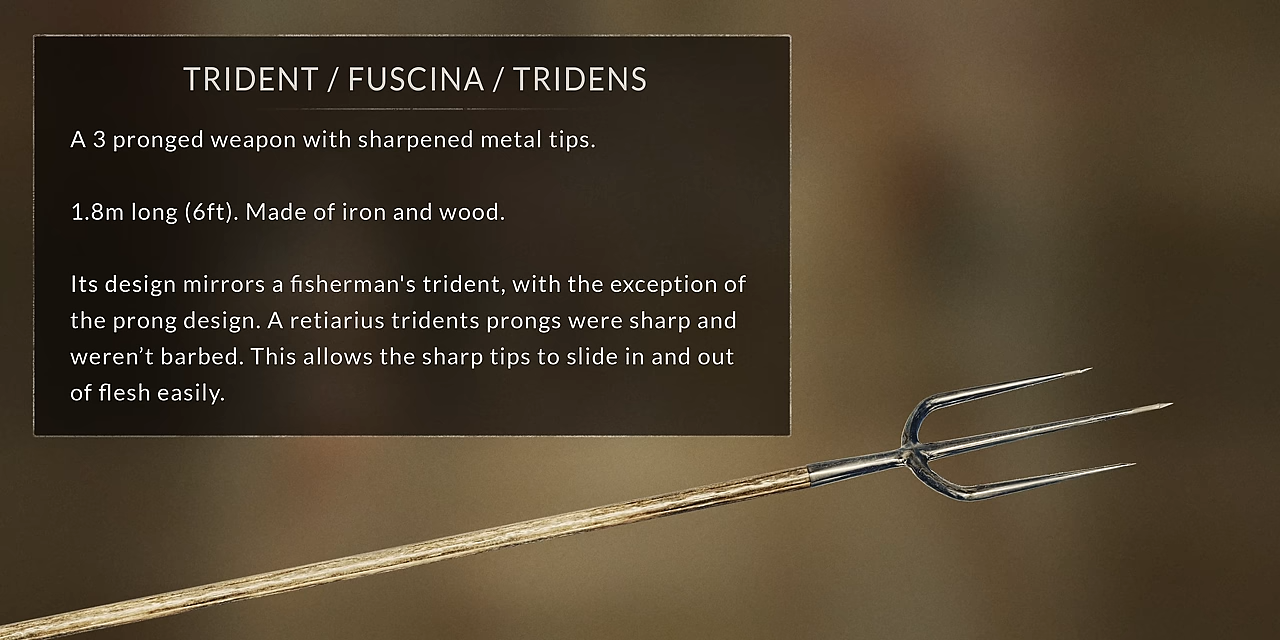 TRIDENT / FUSCINA / TRIDENS
A 3 pronged weapon with sharpened metal tips.
1.8m long (6ft). Made of iron and wood.
Its design mirrors a fisherman's trident, with the exception of
the prong design. A retiarius tridents prongs were sharp and
weren’t barbed. This allows the sharp tips to slide in and out
of flesh easily.